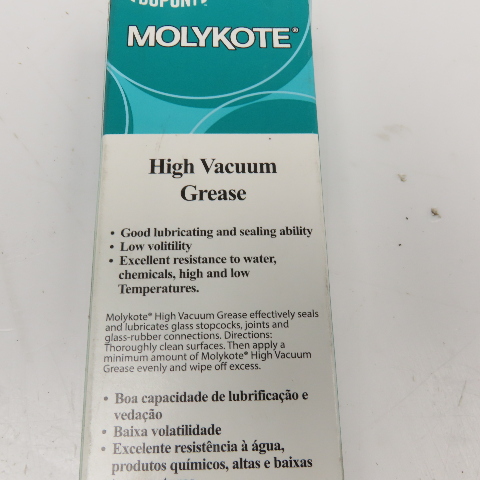 DUPONT
MOLYKOTE®
High Vacuum
Grease
• Good lubricating and sealing ability
• Low volitility
• Excellent resistance to water,
chemicals, high and low
Temperatures.
Molykote® High Vacuum Grease effectively seals
and lubricates glass stopcocks, joints and
glass-rubber connections. Directions:
Thoroughly clean surfaces. Then apply a
minimum amount of Molykote® High Vacuum
Grease evenly and wipe off excess.
• Boa capacidade de lubrificação e
vedação
• Baixa volatilidade
• Excelente resistência à água,
produtos químicos, altas e baixas